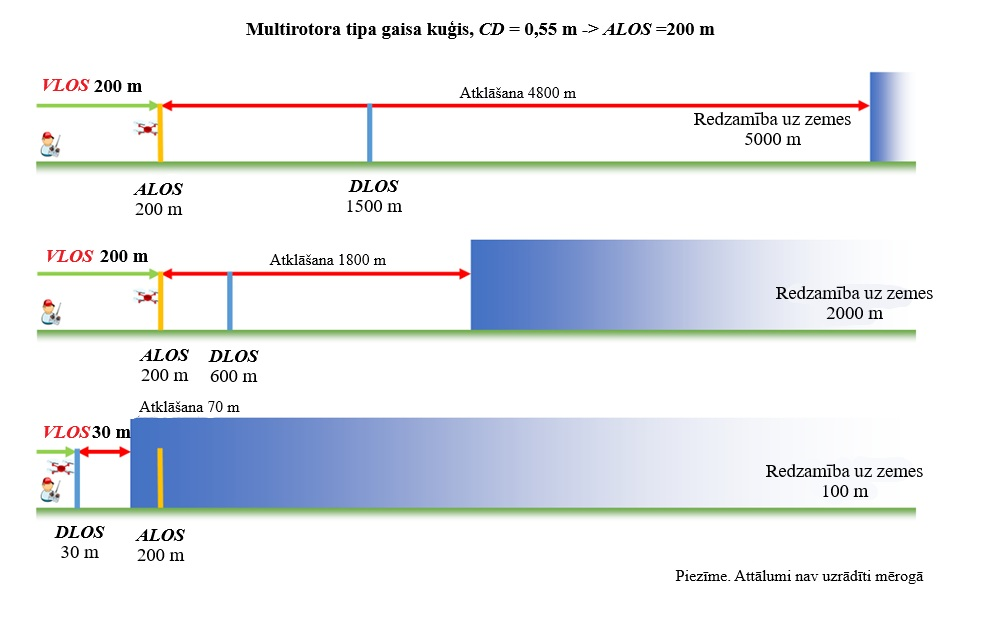 Multirotora tipa gaisa kuģis, CD = 0,55 m -> ALOS =200 m
VLOS 200 m
Atklāšana 4800 m
Redzamība uz zemes
5000 m
ALOS
200 m
DLOS
1500 m
VLOS 200 m
Atklāšana 1800 m
Redzamība uz zemes
2000 m
ALOS
200 m
DLOS
600 m
Atklāšana 70 m
VLOS 30 m
Redzamība uz zemes
100 m
DLOS
30 m
ALOS
200 m
Piezīme. Attālumi nav uzrādīti mērogā